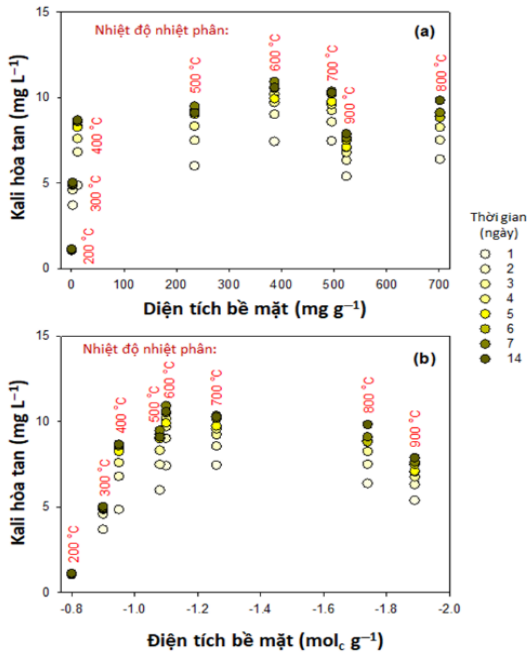 Nhiệt độ nhiệt phân:
(a)
Kali hòa tan (mg L⁻¹)
15
10
5
0
200 °C
300 °C
400 °C
500 °C
600 °C
700 °C
900 °C
800 °C
0 100 200 300 400 500 600 700
Diện tích bề mặt (mg g⁻¹)
Thời gian
(ngày)
1
2
3
4
5
6
7
14
Nhiệt độ nhiệt phân:
(b)
Kali hòa tan (mg L⁻¹)
15
10
5
0
200 °C
300 °C
400 °C
500 °C
600 °C
700 °C
800 °C
900 °C
-0.8 -1.0 -1.2 -1.4 -1.6 -1.8 -2.0
Điện tích bề mặt (mol꜀ g⁻¹)